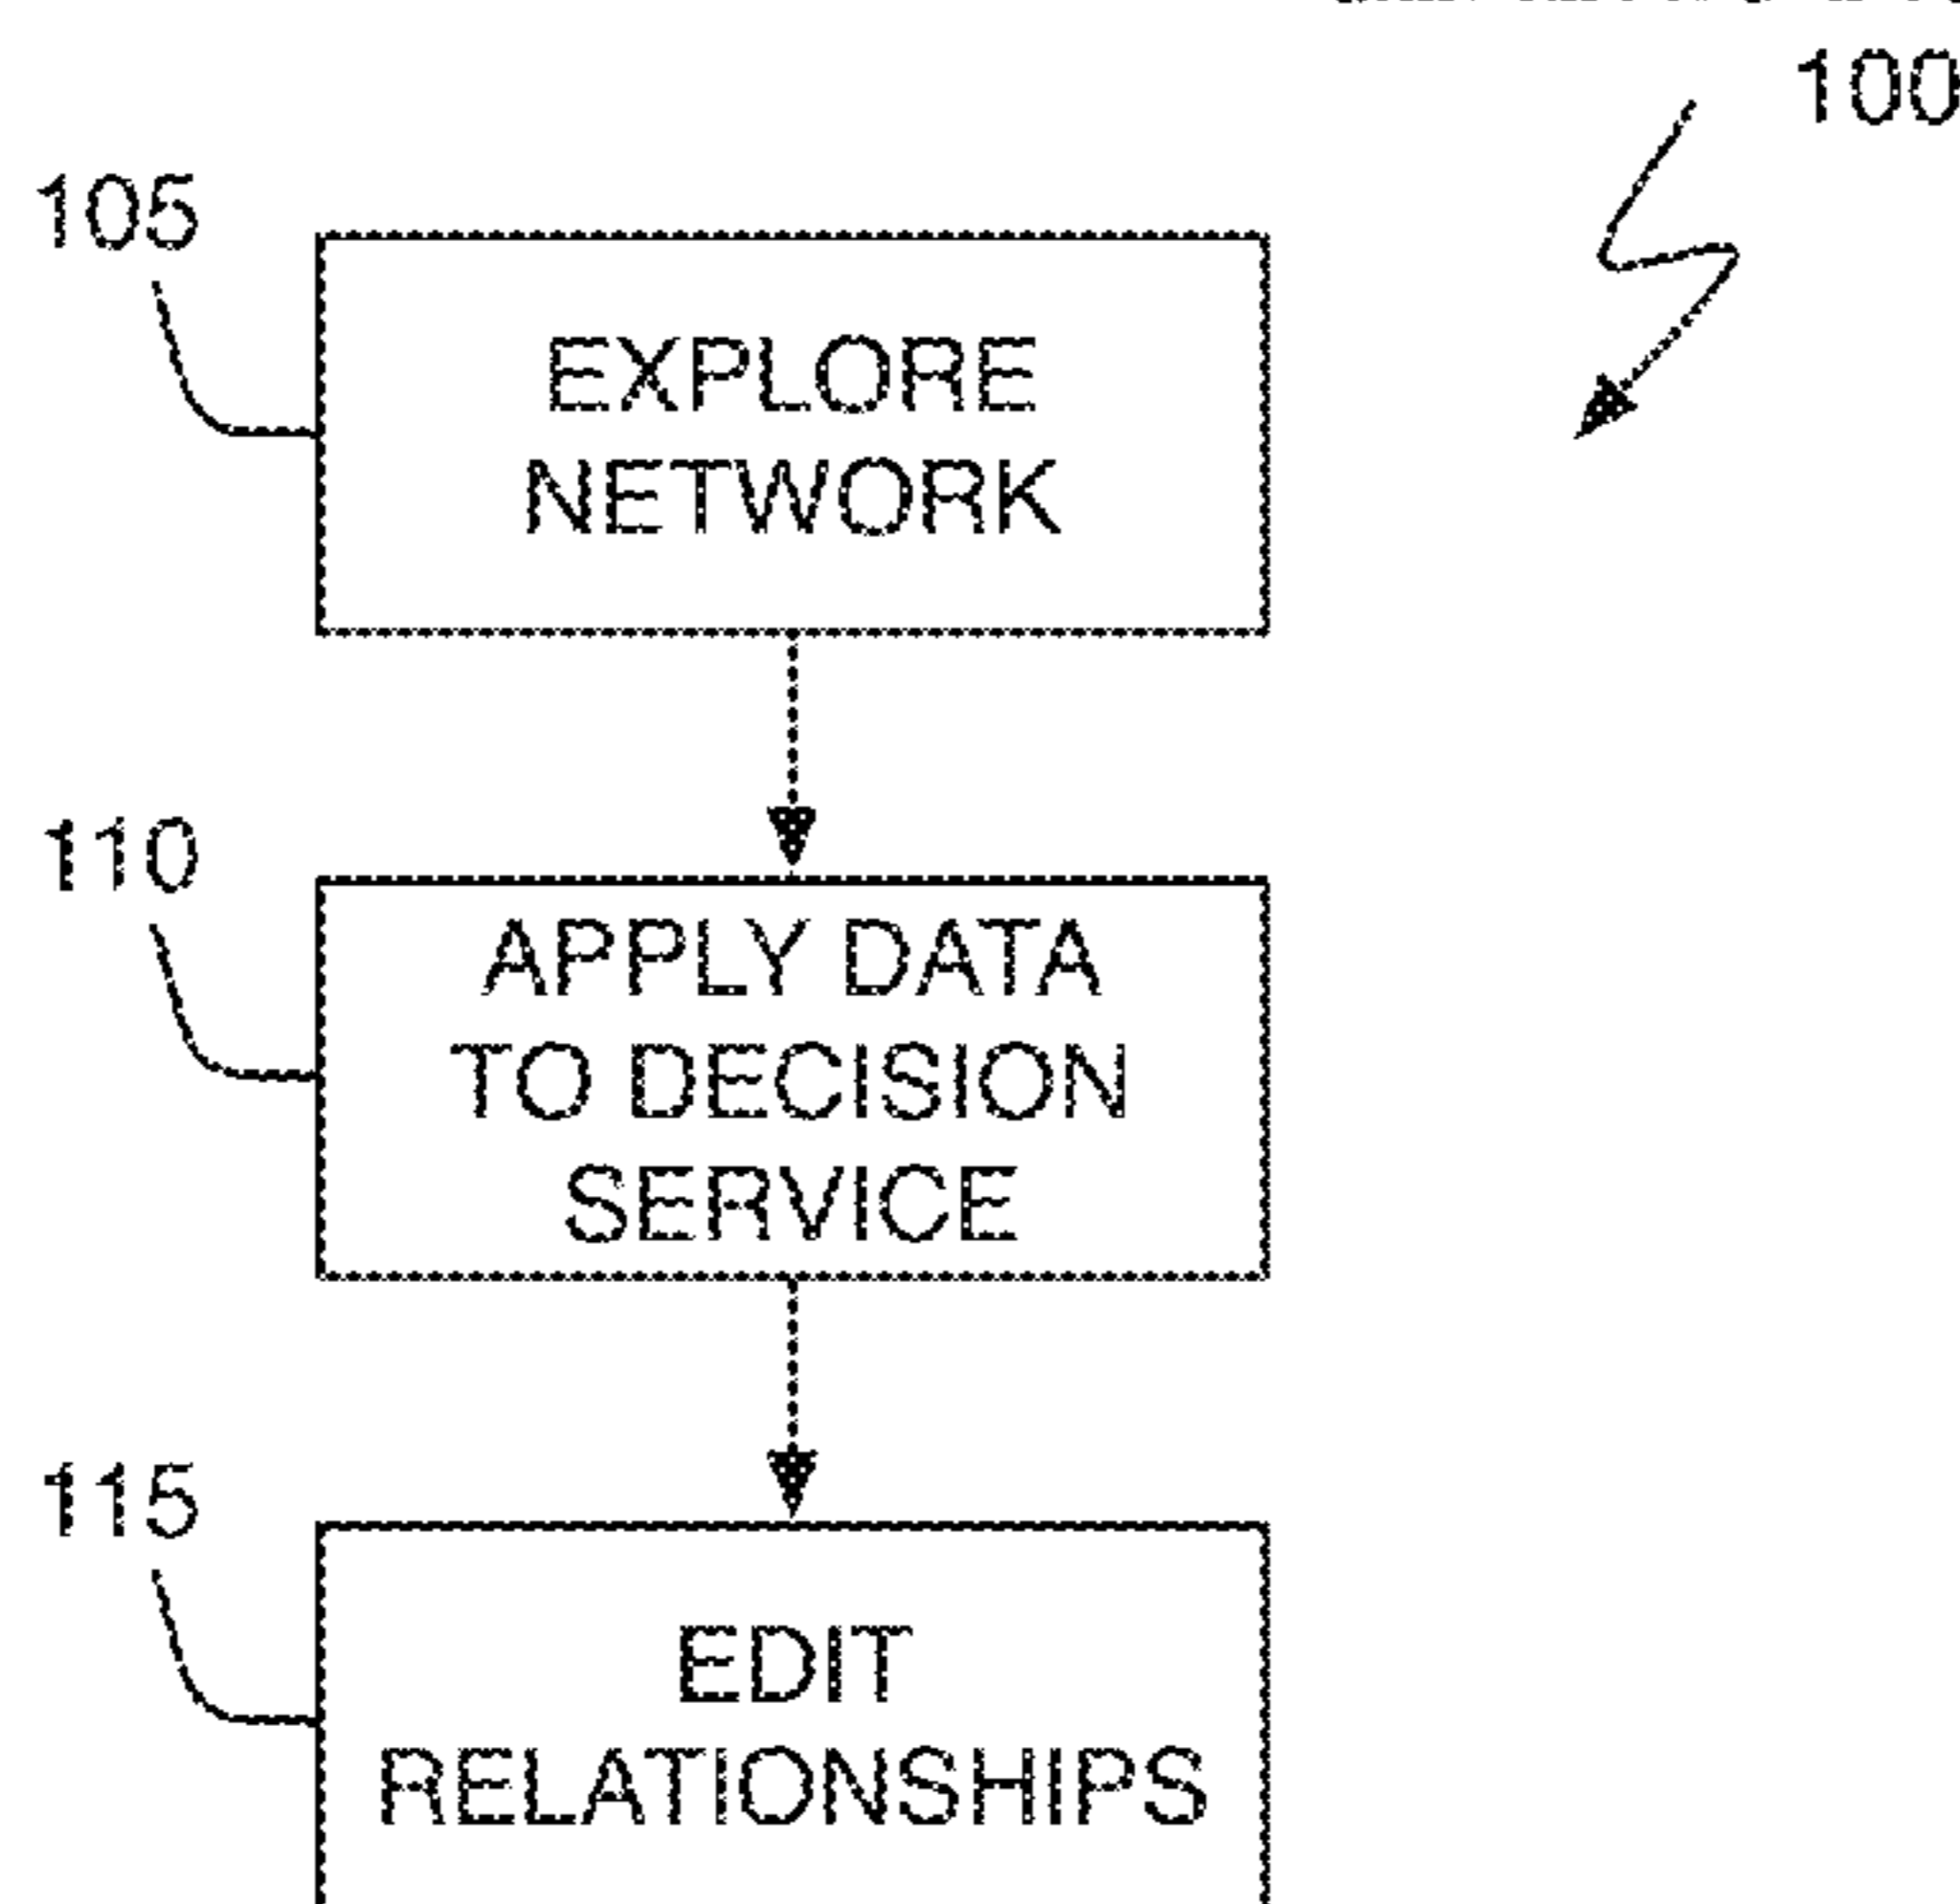 100
105
EXPLORE
NETWORK
110
APPLY DATA
TO DECISION
SERVICE
115
EDIT
RELATIONSHIPS